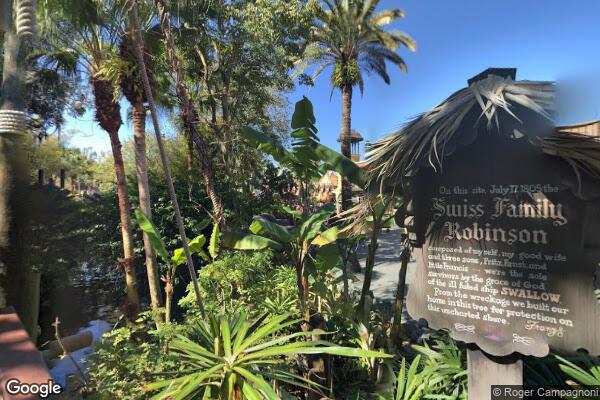 On this site, July 17, 1805 the
Swiss Family
Robinson
composed of myself, my good wife
and three sons, Fritz, Ernst, and
little Francis — were the sole
survivors by the grace of God
of the ill fated ship SWALLOW.
From the wreckage we built our
home in this tree for protection on
this uncharted shore. Franz
Google
© Roger Campagnoni